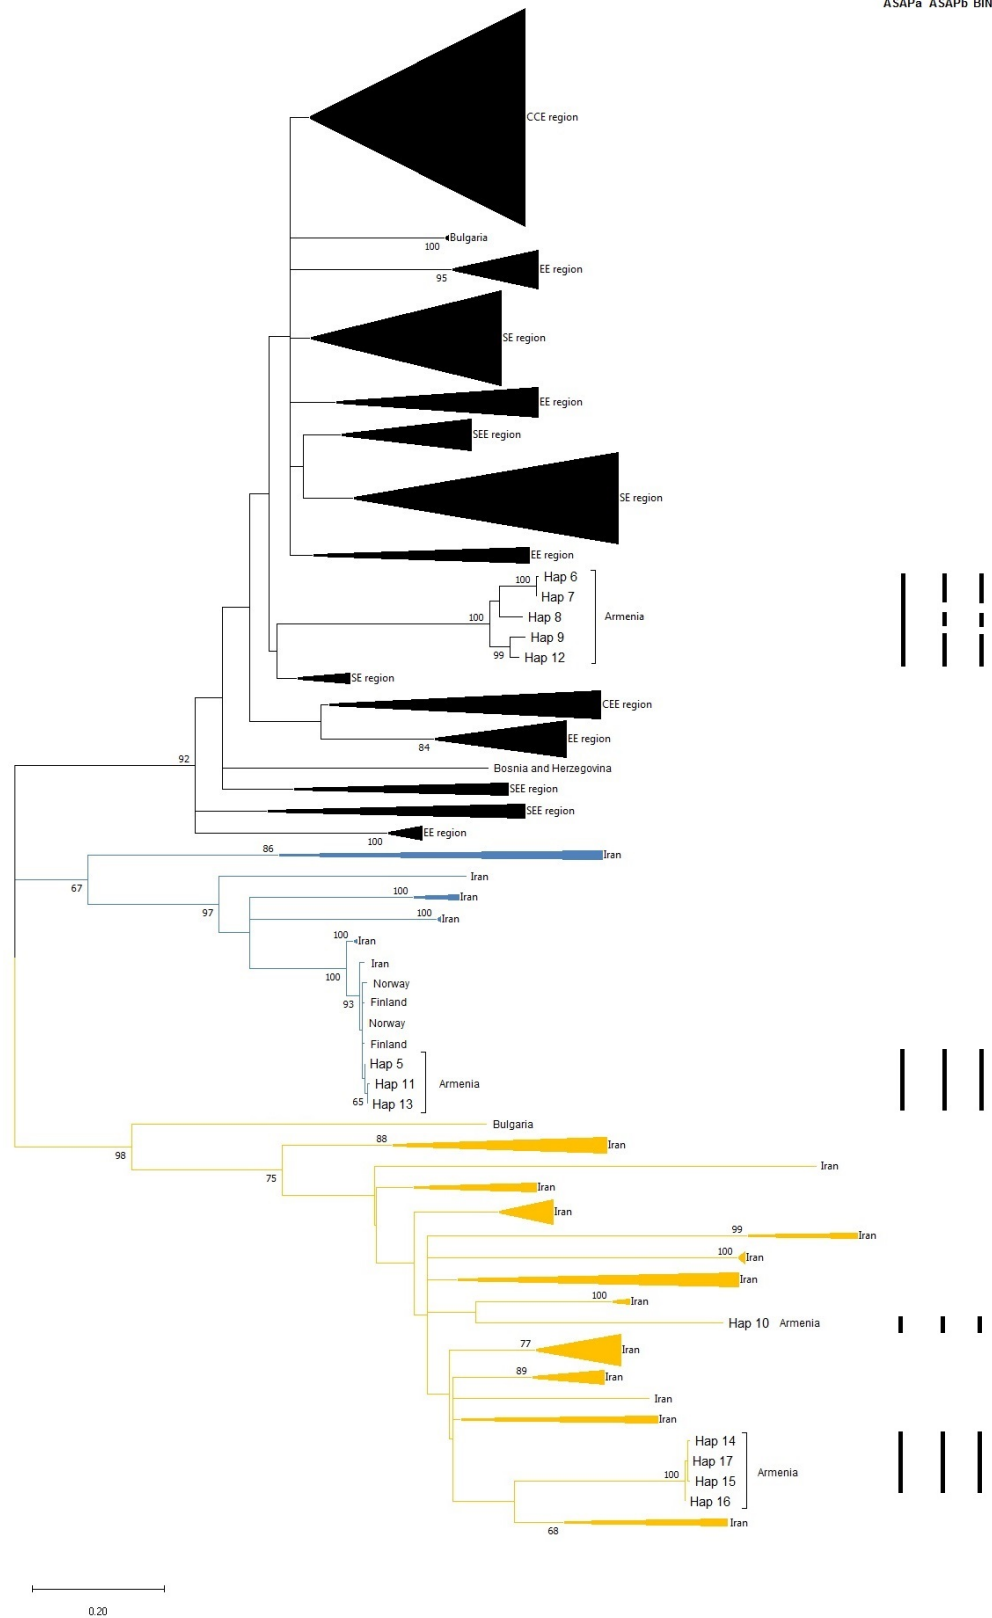 ASAPa ASAPb BIN
CCE region
Bulgaria
100
EE region
95
SE region
EE region
SEE region
SE region
EE region
100
Hap 6
Hap 7
100
Hap 8
Armenia
Hap 9
99
Hap 12
SE region
CEE region
EE region
84
92
Bosnia and Herzegovina
SEE region
SEE region
EE region
100
86
Iran
67
Iran
100
Iran
97
100
Iran
100
Iran
Iran
100
Norway
93
Finland
Norway
Finland
Hap 5
Hap 11
Armenia
65
Hap 13
Bulgaria
88
Iran
98
Iran
75
Iran
Iran
99
Iran
100
Iran
Iran
100
Iran
Hap 10 Armenia
77
Iran
89
Iran
Iran
Iran
Hap 14
Hap 17
100
Armenia
Hap 15
Hap 16
Iran
68
0.20